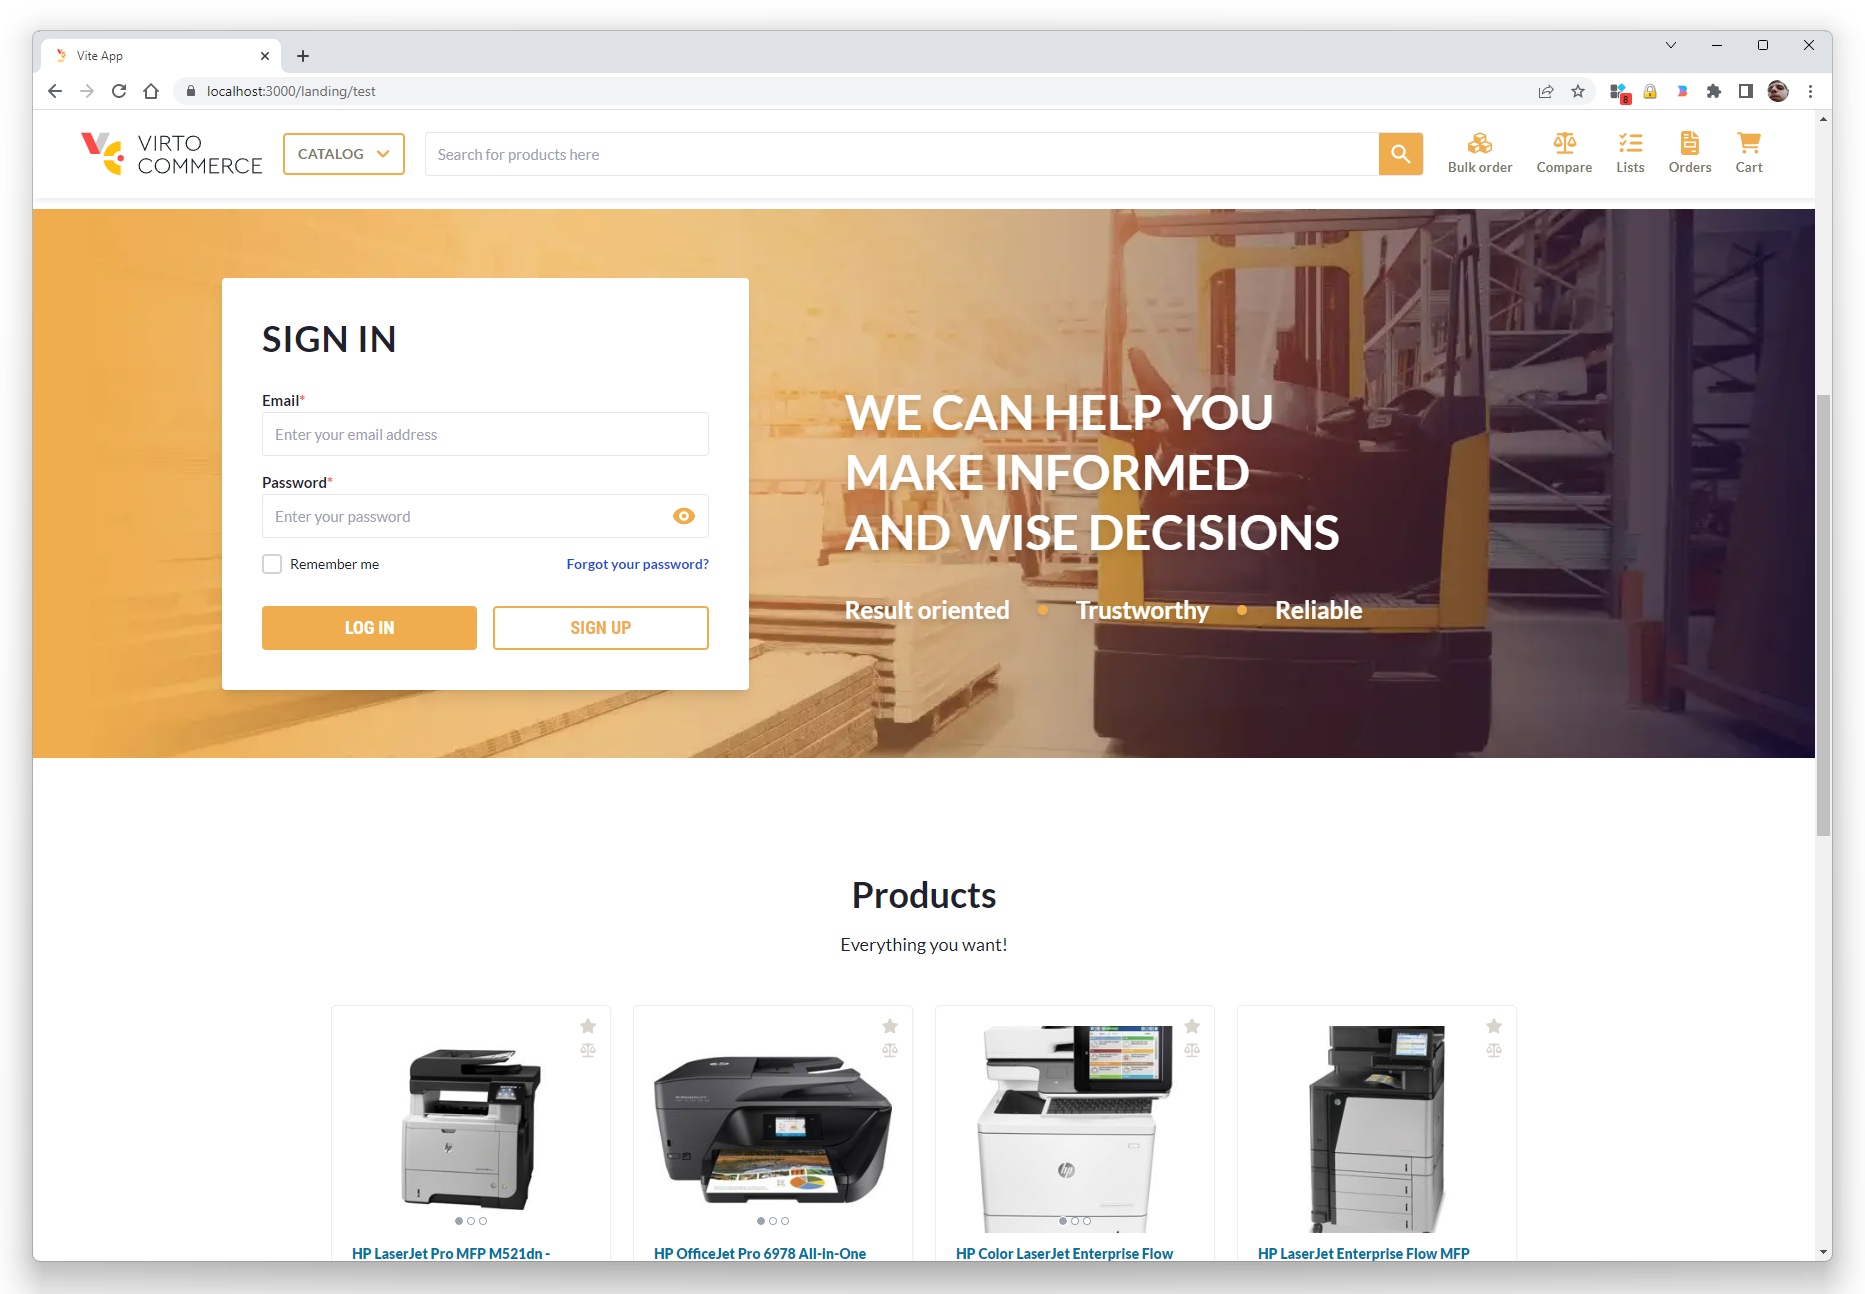 Vite App
localhost:3000/landing/test
8
VIRTO
COMMERCE
CATALOG
Search for products here
Bulk order
Compare
Lists
Orders
Cart
SIGN IN
Email*
Enter your email address
Password*
Enter your password
Remember me
Forgot your password?
LOG IN
SIGN UP
WE CAN HELP YOU
MAKE INFORMED
AND WISE DECISIONS
Result oriented
Trustworthy
Reliable
Products
Everything you want!
hp
HP LaserJet Pro MFP M521dn -
HP OfficeJet Pro 6978 All-in-One
HP Color LaserJet Enterprise Flow
HP LaserJet Enterprise Flow MFP